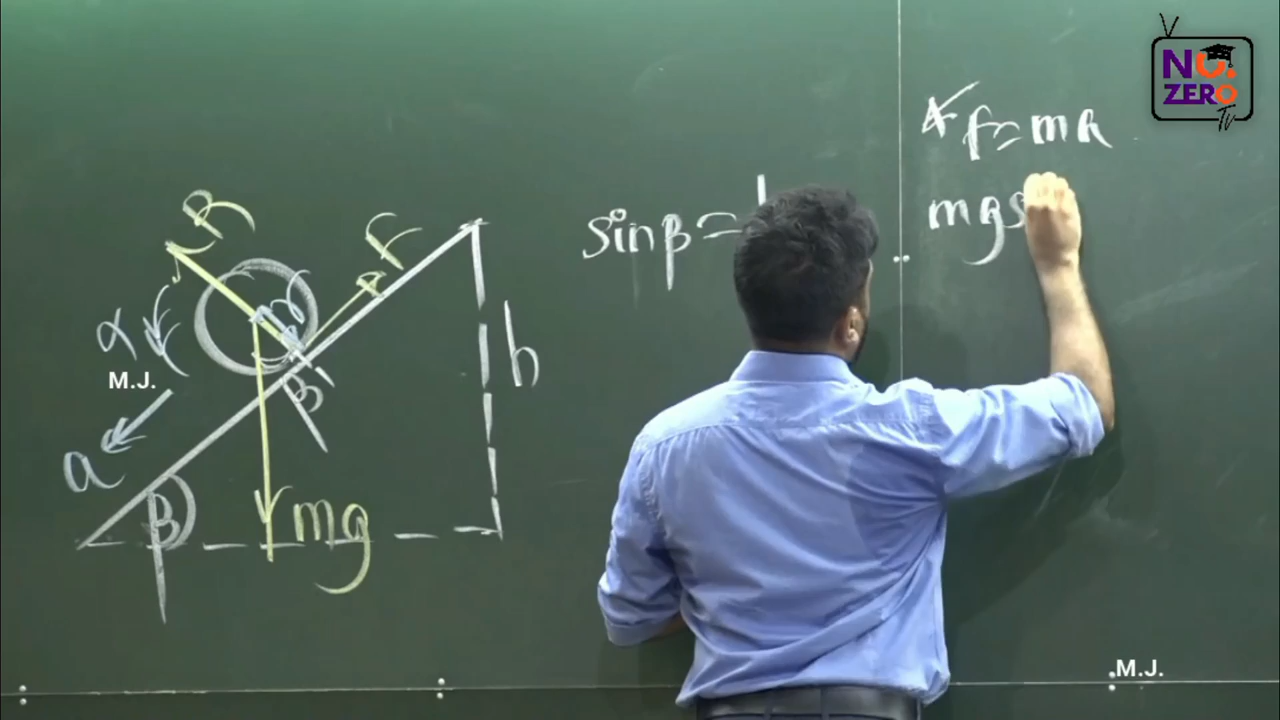 NO.
ZERO
Tv
↙ F = ma
sinβ =
mgs
R
F
α
β
h
M.J.
a
β
mg
M.J.